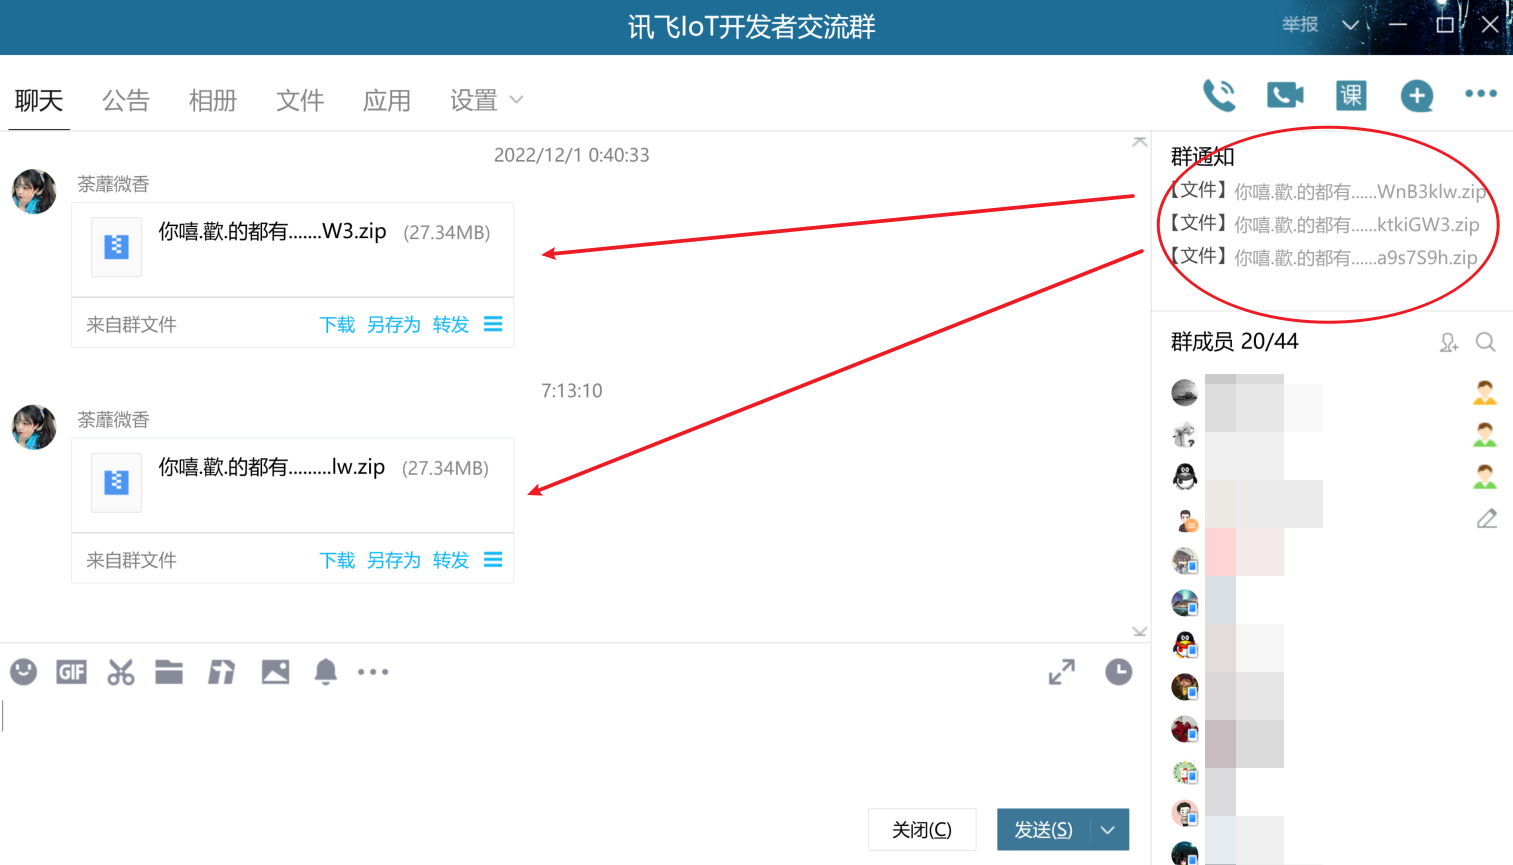 讯飞IoT开发者交流群
举报
聊天 公告 相册 文件 应用 设置
课
2022/12/1 0:40:33
荼蘼微香
你嘻.歡.的都有.......W3.zip (27.34MB)
来自群文件 下载 另存为 转发
7:13:10
荼蘼微香
你嘻.歡.的都有.........lw.zip (27.34MB)
来自群文件 下载 另存为 转发
GIF
关闭(C) 发送(S)
群通知
【文件】你嘻.歡.的都有......WnB3klw.zip
【文件】你嘻.歡.的都有......ktkiGW3.zip
【文件】你嘻.歡.的都有......a9s7S9h.zip
群成员 20/44